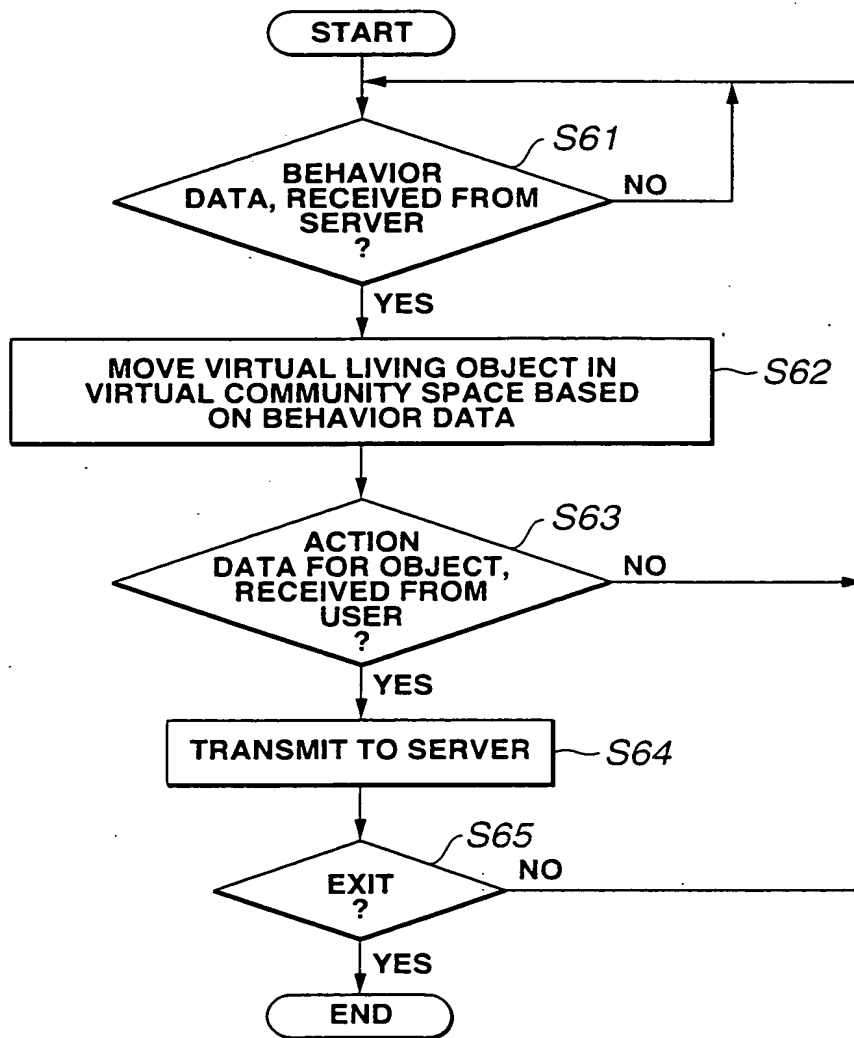 START
S61
BEHAVIOR
DATA, RECEIVED FROM
SERVER
?
NO
YES
MOVE VIRTUAL LIVING OBJECT IN
VIRTUAL COMMUNITY SPACE BASED
ON BEHAVIOR DATA
S62
S63
ACTION
DATA FOR OBJECT,
RECEIVED FROM
USER
?
NO
YES
TRANSMIT TO SERVER
S64
S65
EXIT
?
NO
YES
END